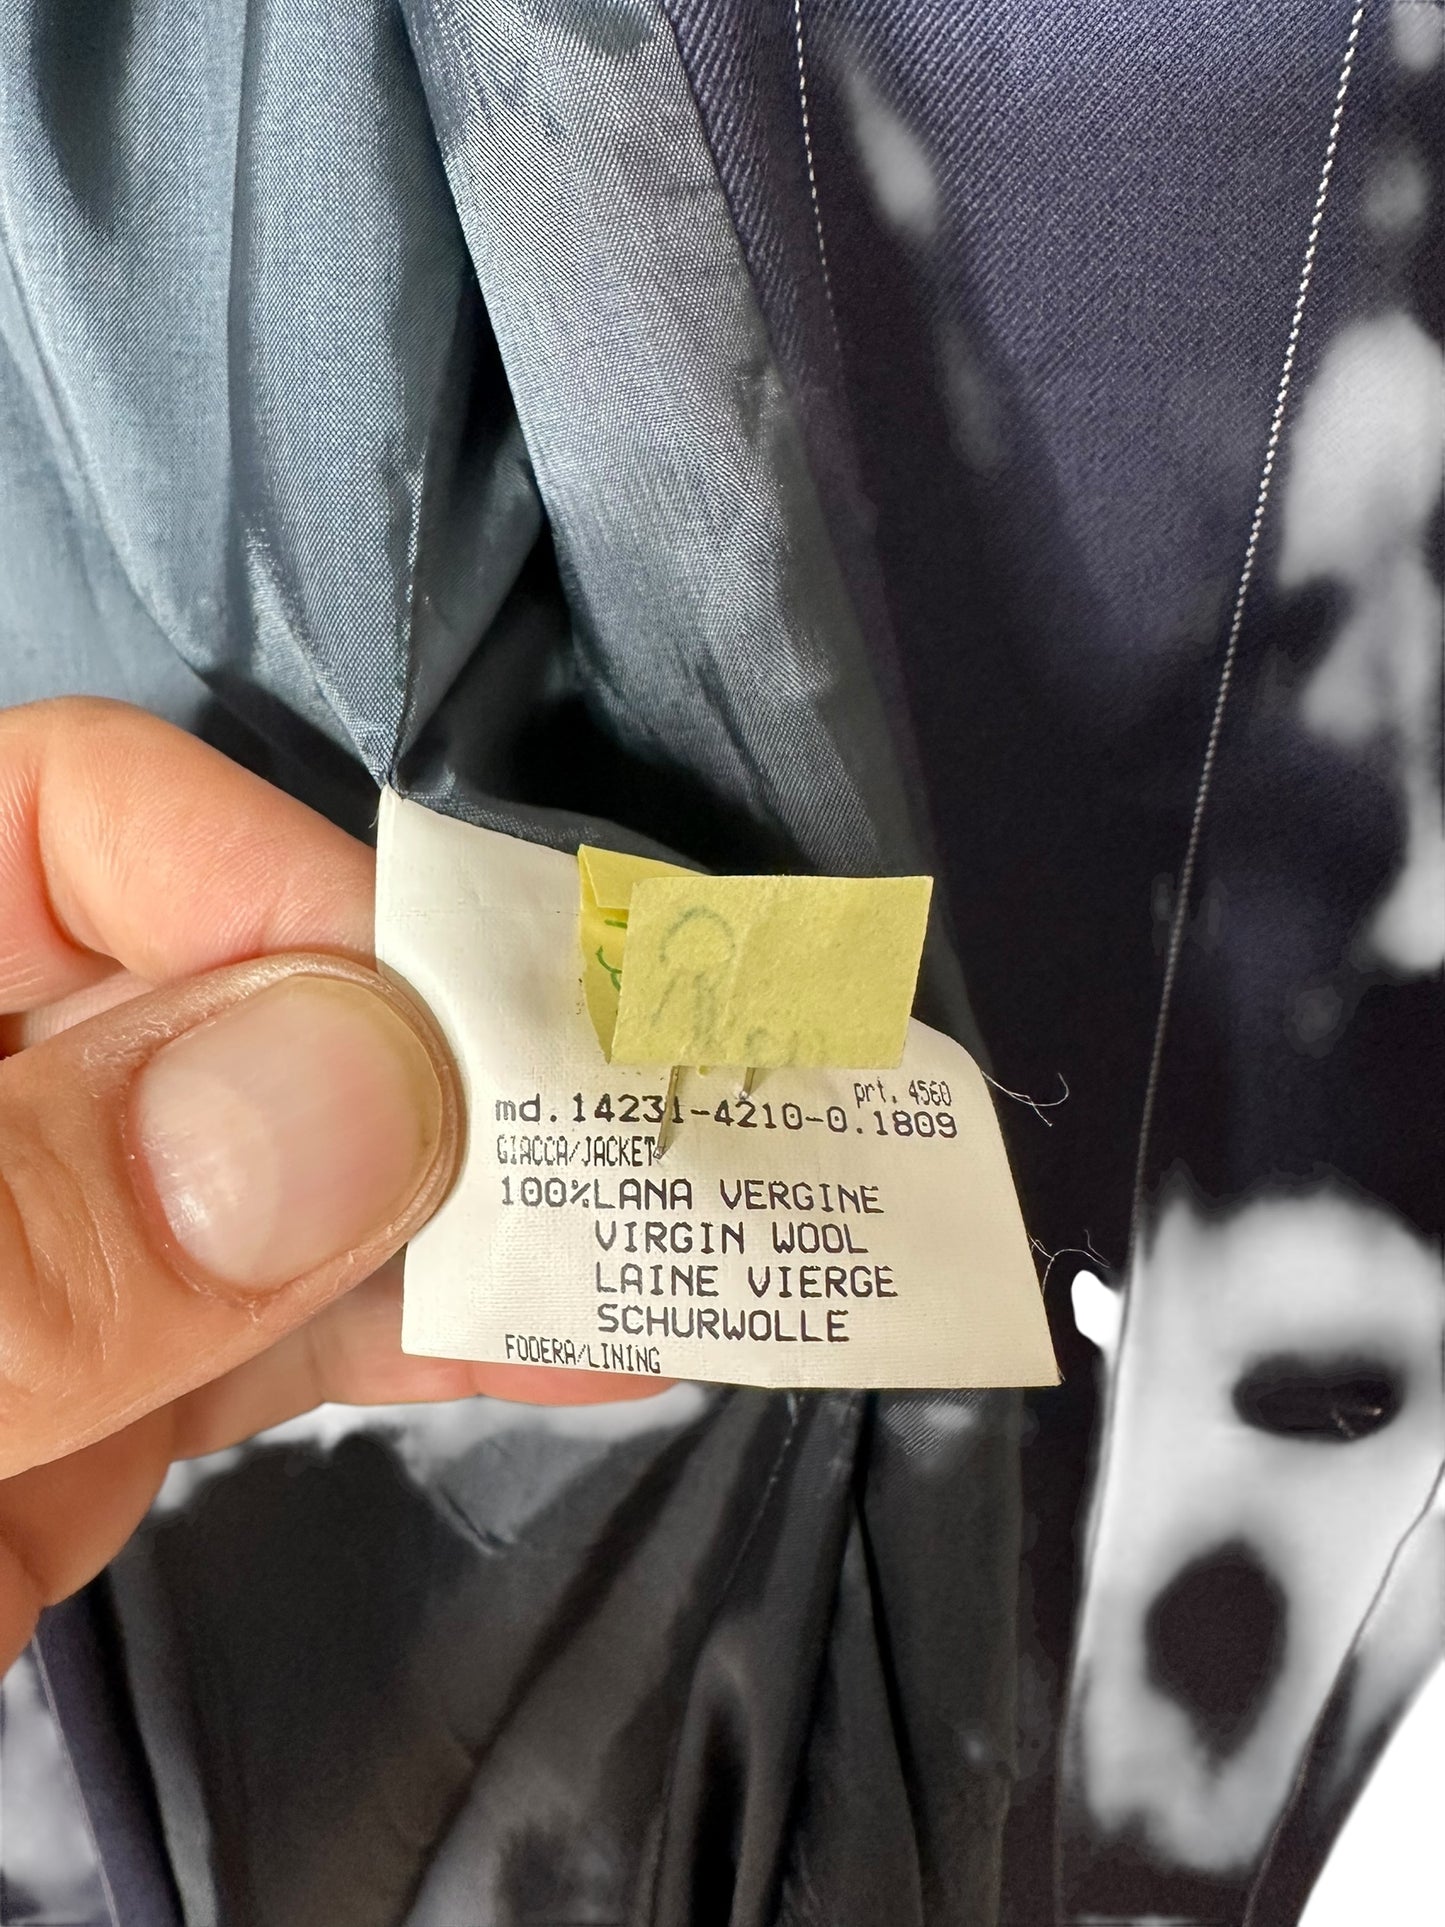 prt. 4560
md.14231-4210-0.1809
GIACCA/JACKET
100%LANA VERGINE
VIRGIN WOOL
LAINE VIERGE
SCHURWOLLE
FODERA/LINING